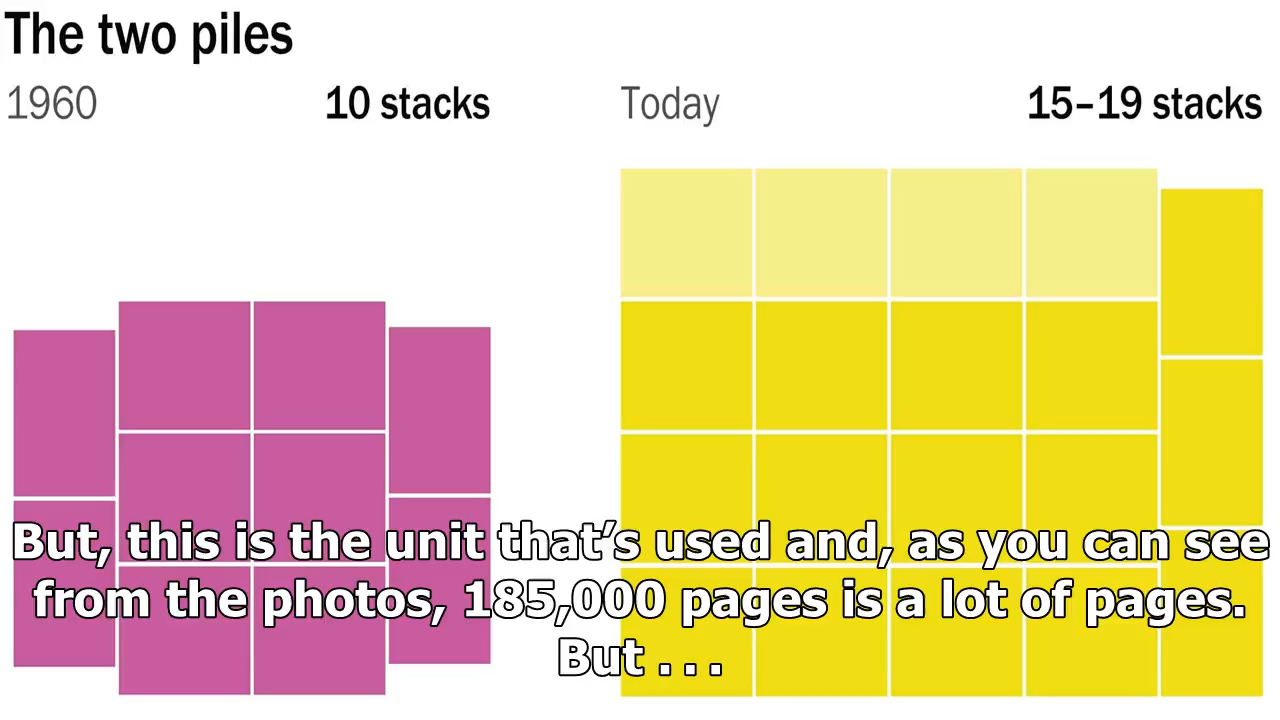 The two piles
1960 10 stacks Today 15–19 stacks
But, this is the unit that’s used and, as you can see
from the photos, 185,000 pages is a lot of pages.
But . . .